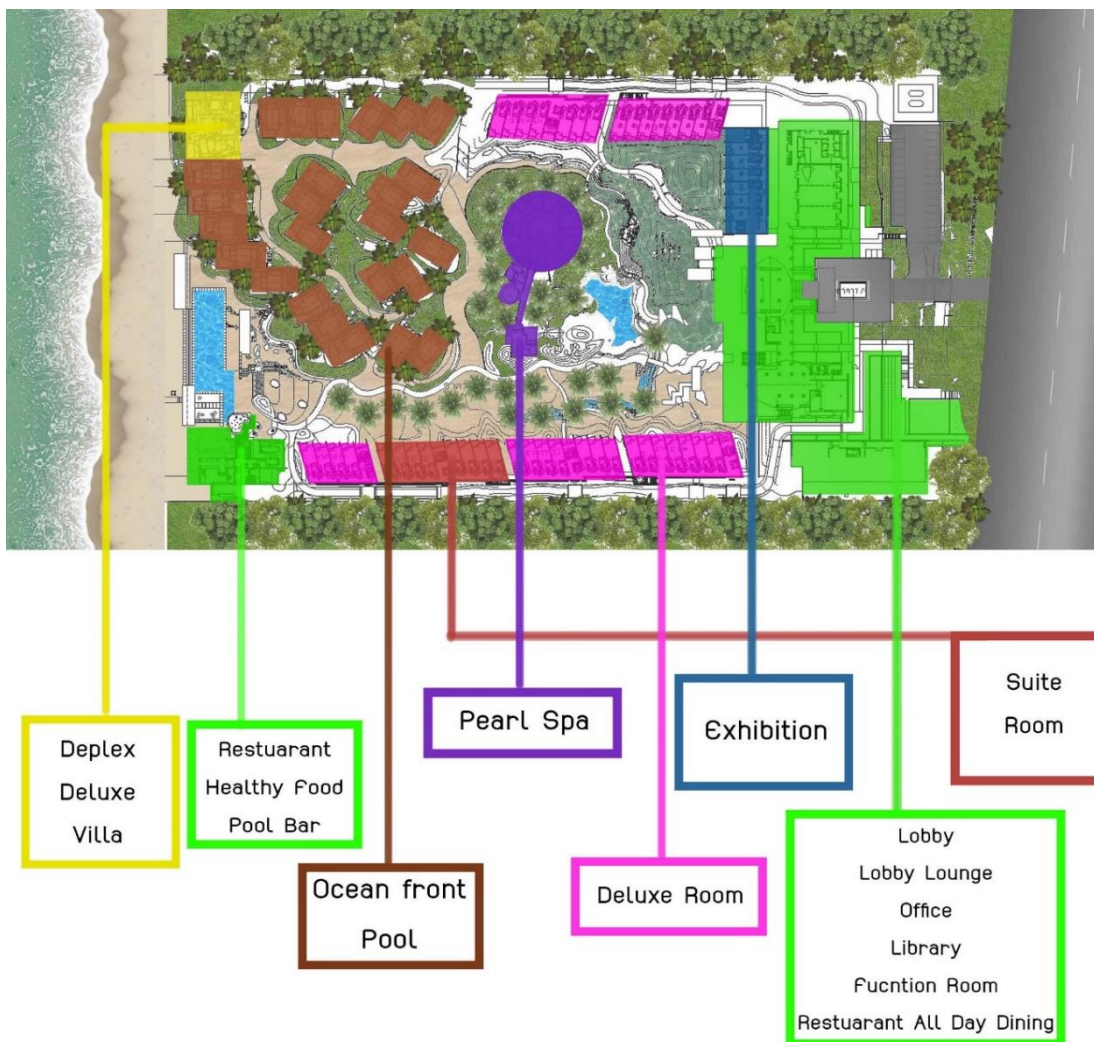 Deplex
Deluxe
Villa
Restuarant
Healthy Food
Pool Bar
Ocean front
Pool
Pearl Spa
Deluxe Room
Exhibition
Suite
Room
Lobby
Lobby Lounge
Office
Library
Fucntion Room
Restuarant All Day Dining